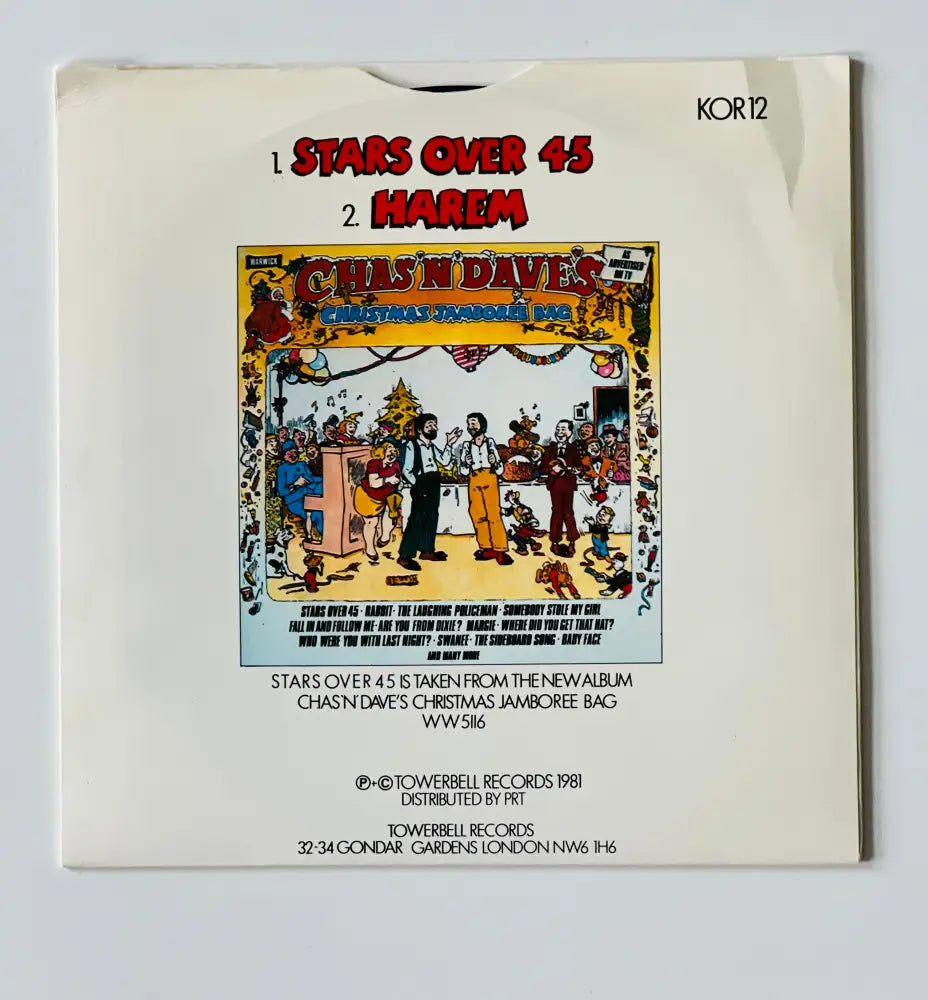 KOR 12
1. STARS OVER 45
2. HAREM
WARWICK
AS ADVERTISED ON TV
CHAS 'N' DAVE'S
CHRISTMAS JAMBOREE BAG
STARS OVER 45 · RABBIT · THE LAUGHING POLICEMAN · SOMEBODY STOLE MY GIRL
FALL IN AND FOLLOW ME · ARE YOU FROM DIXIE? MARGIE · WHERE DID YOU GET THAT HAT?
WHO WERE YOU WITH LAST NIGHT? · SWANEE · THE SIDEBOARD SONG · BABY FACE
AND MANY MORE
STARS OVER 45 IS TAKEN FROM THE NEW ALBUM
CHAS 'N' DAVE'S CHRISTMAS JAMBOREE BAG
WW 5116
℗+© TOWERBELL RECORDS 1981
DISTRIBUTED BY PRT
TOWERBELL RECORDS
32-34 GONDAR GARDENS LONDON NW6 1H6